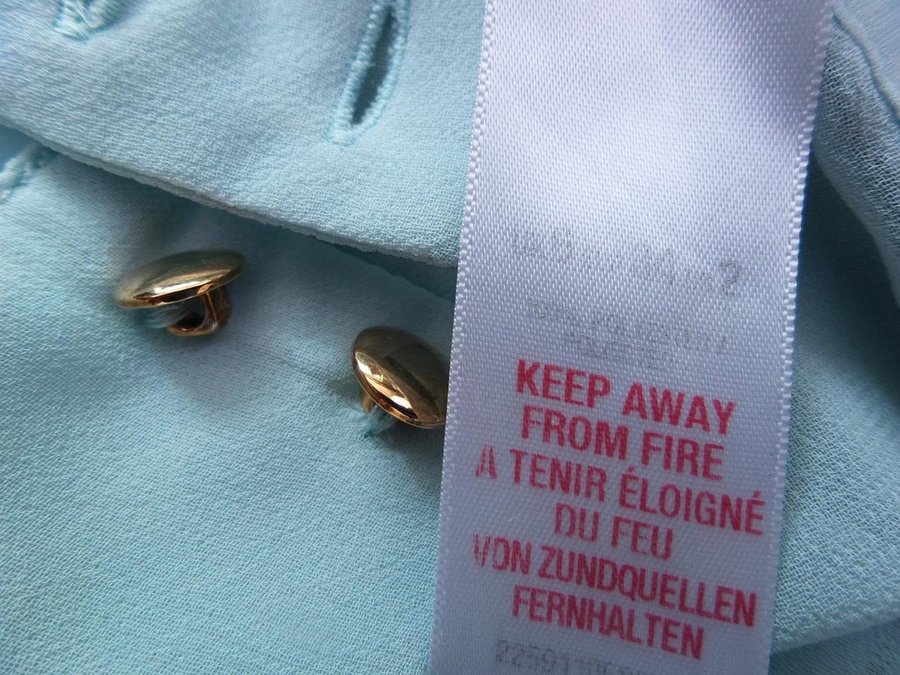 KEEP AWAY
FROM FIRE
A TENIR ÉLOIGNÉ
DU FEU
VON ZUNDQUELLEN
FERNHALTEN